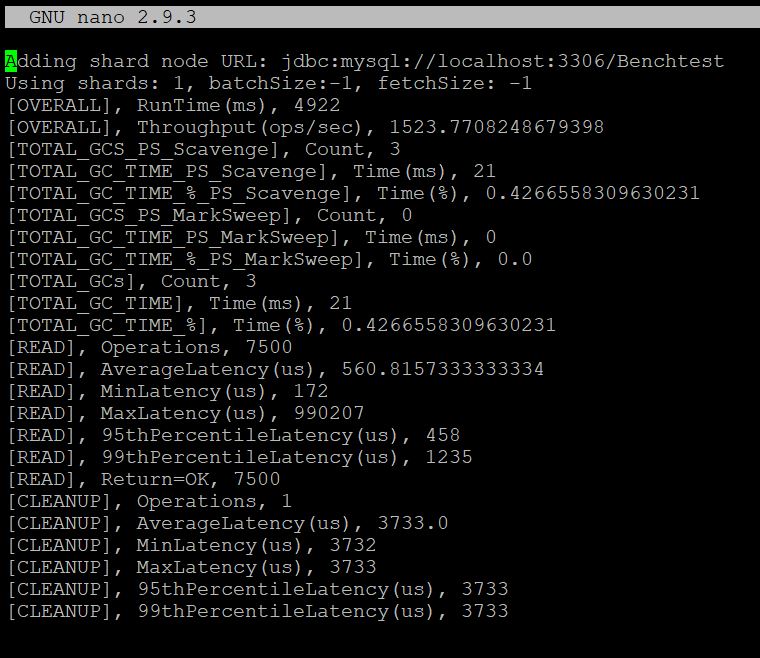 GNU nano 2.9.3
Adding shard node URL: jdbc:mysql://localhost:3306/Benchtest
Using shards: 1, batchSize:-1, fetchSize: -1
[OVERALL], RunTime(ms), 4922
[OVERALL], Throughput(ops/sec), 1523.7708248679398
[TOTAL_GCS_PS_Scavenge], Count, 3
[TOTAL_GC_TIME_PS_Scavenge], Time(ms), 21
[TOTAL_GC_TIME_%_PS_Scavenge], Time(%), 0.4266558309630231
[TOTAL_GCS_PS_MarkSweep], Count, 0
[TOTAL_GC_TIME_PS_MarkSweep], Time(ms), 0
[TOTAL_GC_TIME_%_PS_MarkSweep], Time(%), 0.0
[TOTAL_GCs], Count, 3
[TOTAL_GC_TIME], Time(ms), 21
[TOTAL_GC_TIME_%], Time(%), 0.4266558309630231
[READ], Operations, 7500
[READ], AverageLatency(us), 560.8157333333334
[READ], MinLatency(us), 172
[READ], MaxLatency(us), 990207
[READ], 95thPercentileLatency(us), 458
[READ], 99thPercentileLatency(us), 1235
[READ], Return=OK, 7500
[CLEANUP], Operations, 1
[CLEANUP], AverageLatency(us), 3733.0
[CLEANUP], MinLatency(us), 3732
[CLEANUP], MaxLatency(us), 3733
[CLEANUP], 95thPercentileLatency(us), 3733
[CLEANUP], 99thPercentileLatency(us), 3733